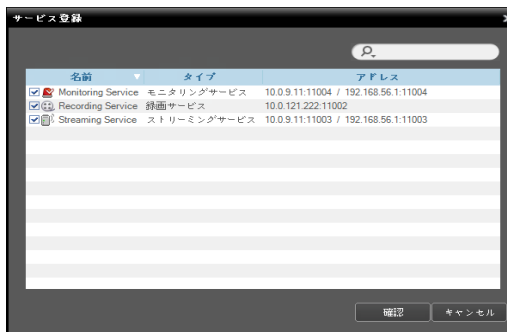 サービス登録
名前 タイプ アドレス
Monitoring Service モニタリングサービス 10.0.9.11:11004 / 192.168.56.1:11004
Recording Service 録画サービス 10.0.121.222:11002
Streaming Service ストリーミングサービス 10.0.9.11:11003 / 192.168.56.1:11003
確認 キャンセル